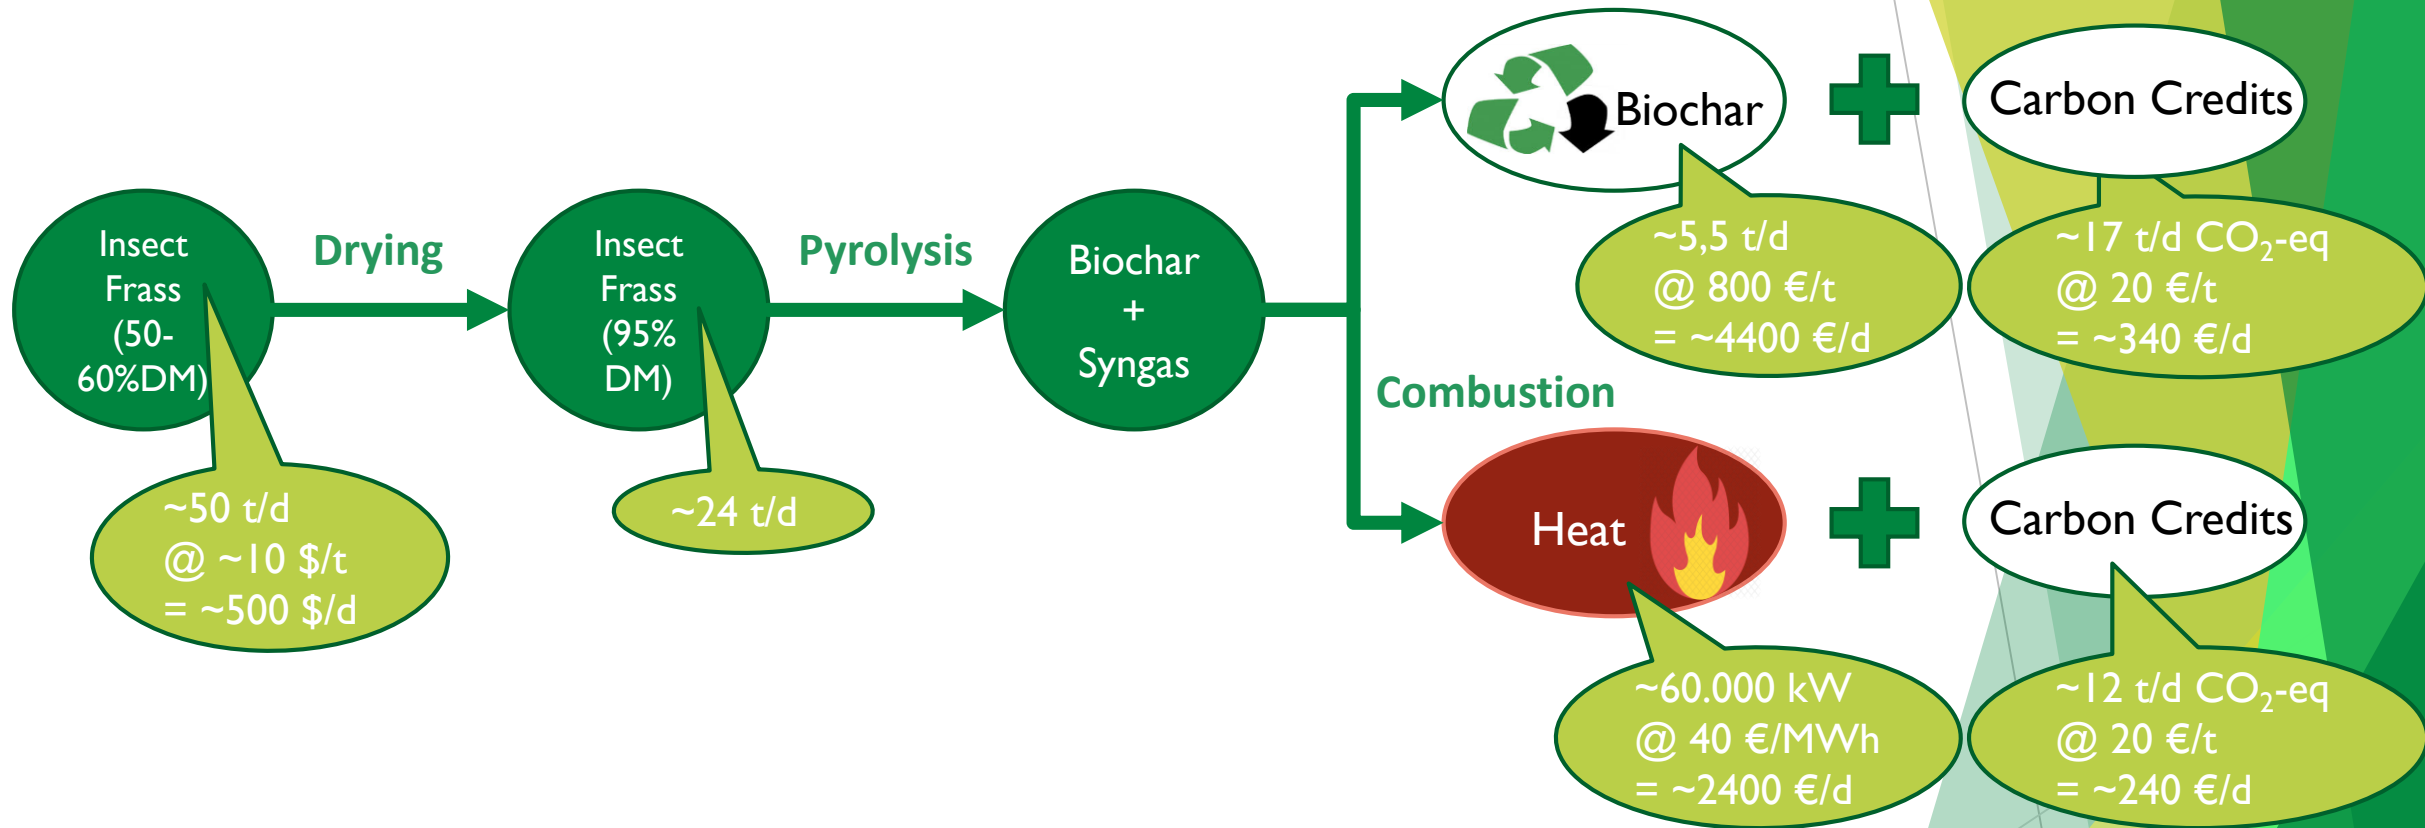 Insect
Frass
(50-
60%DM)
~50 t/d
@ ~10 $/t
= ~500 $/d
Drying
Insect
Frass
(95%
DM)
~24 t/d
Pyrolysis
Biochar
+
Syngas
Biochar
~5,5 t/d
@ 800 €/t
= ~4400 €/d
Carbon Credits
~17 t/d CO₂-eq
@ 20 €/t
= ~340 €/d
Combustion
Heat
~60.000 kW
@ 40 €/MWh
= ~2400 €/d
Carbon Credits
~12 t/d CO₂-eq
@ 20 €/t
= ~240 €/d